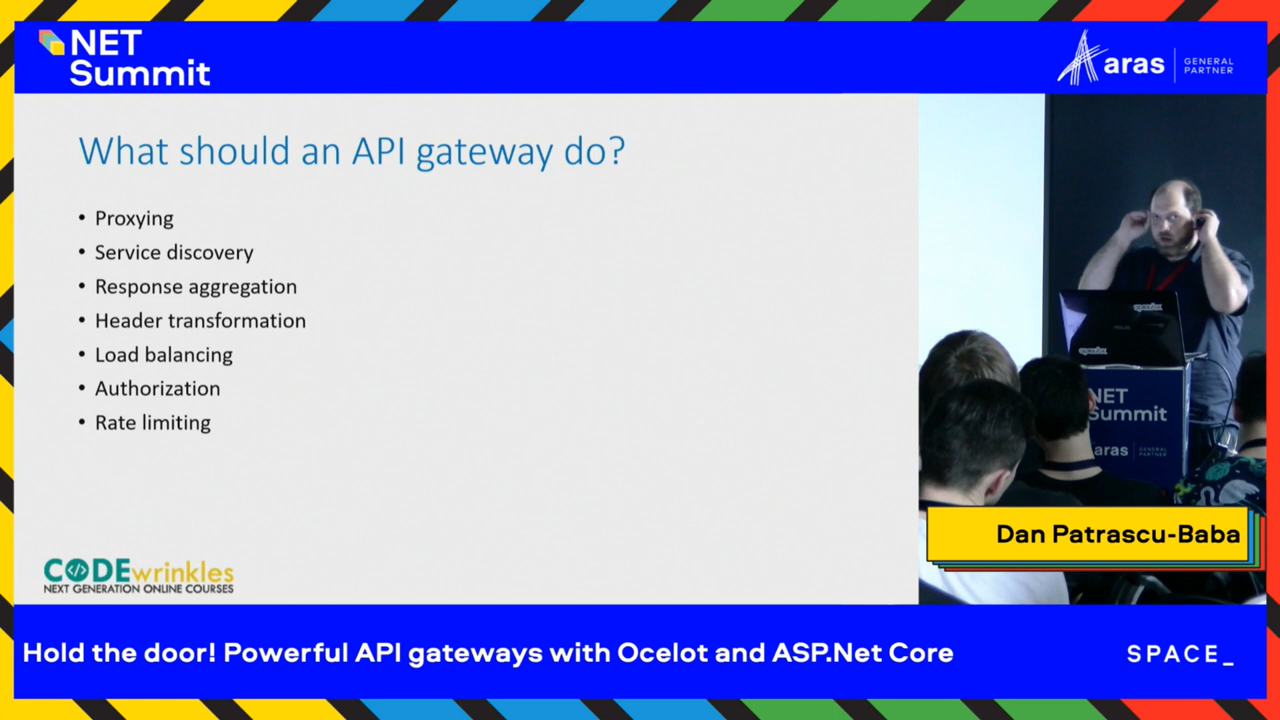 NET
Summit
aras
GENERAL
PARTNER
What should an API gateway do?
• Proxying
• Service discovery
• Response aggregation
• Header transformation
• Load balancing
• Authorization
• Rate limiting
CODEwrinkles
NEXT GENERATION ONLINE COURSES
NET
Summit
aras
GENERAL
PARTNER
Dan Patrascu-Baba
Hold the door! Powerful API gateways with Ocelot and ASP.Net Core
SPACE_